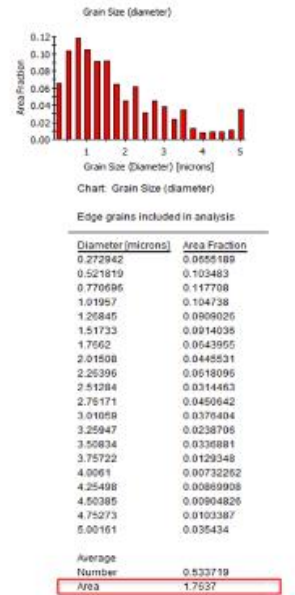 Grain Size (diameter)
0.12
0.10
0.08
0.06
0.04
0.02
0.00
Area Fraction
1 2 3 4 5
Grain Size (Diameter) [microns]
Chart: Grain Size (diameter)
Edge grains included in analysis
Diameter [microns] Area Fraction
0.272942 0.0655189
0.521819 0.103483
0.770696 0.117708
1.01957 0.104738
1.26845 0.0909026
1.51733 0.0914036
1.7662 0.0643955
2.01508 0.0445531
2.26396 0.0618096
2.51284 0.0314463
2.76171 0.0450642
3.01059 0.0376404
3.25947 0.0238706
3.50834 0.0336881
3.75722 0.0129348
4.0061 0.00732262
4.25498 0.00869908
4.50385 0.00904826
4.75273 0.0103387
5.00161 0.035434
Average
Number 0.533719
Area 1.7637